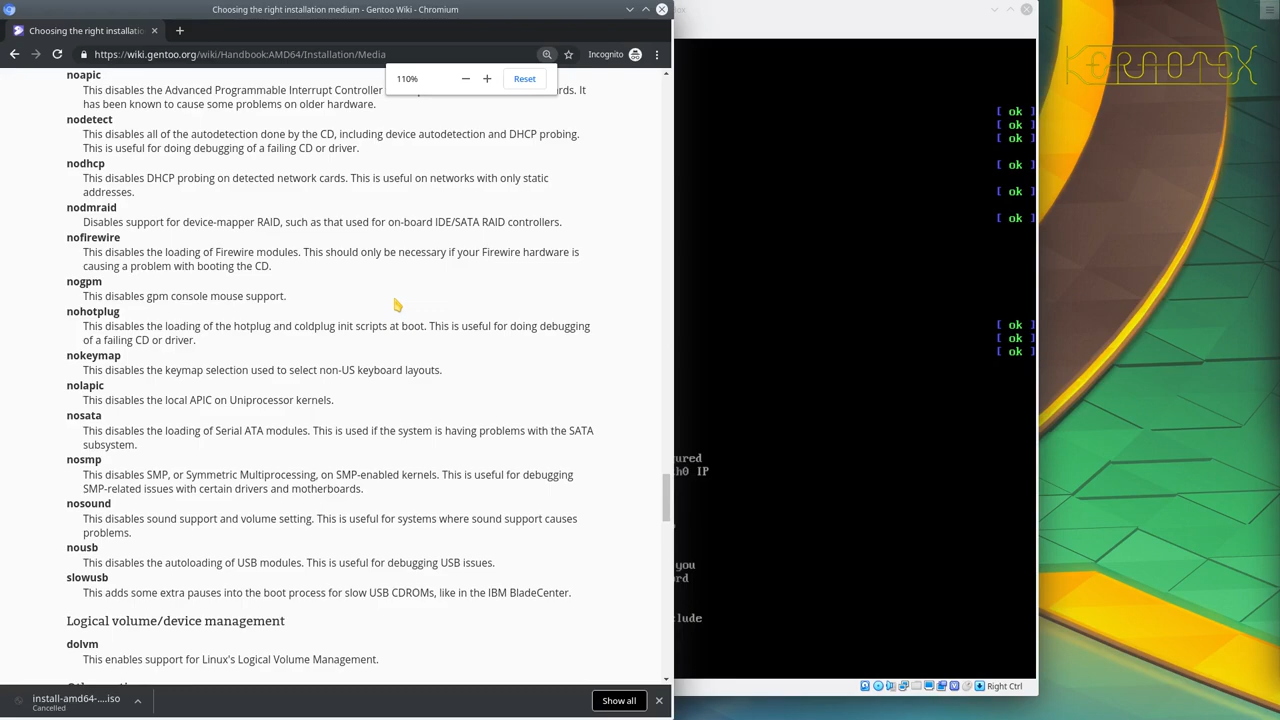 Choosing the right installation medium - Gentoo Wiki - Chromium
Choosing the right installatio
https://wiki.gentoo.org/wiki/Handbook:AMD64/Installation/Media
Incognito
110%
Reset
noapic
This disables the Advanced Programmable Interrupt Controller
rds. It
has been known to cause some problems on older hardware.
nodetect
This disables all of the autodetection done by the CD, including device autodetection and DHCP probing.
This is useful for doing debugging of a failing CD or driver.
nodhcp
This disables DHCP probing on detected network cards. This is useful on networks with only static
addresses.
nodmraid
Disables support for device-mapper RAID, such as that used for on-board IDE/SATA RAID controllers.
nofirewire
This disables the loading of Firewire modules. This should only be necessary if your Firewire hardware is
causing a problem with booting the CD.
nogpm
This disables gpm console mouse support.
nohotplug
This disables the loading of the hotplug and coldplug init scripts at boot. This is useful for doing debugging
of a failing CD or driver.
nokeymap
This disables the keymap selection used to select non-US keyboard layouts.
nolapic
This disables the local APIC on Uniprocessor kernels.
nosata
This disables the loading of Serial ATA modules. This is used if the system is having problems with the SATA
subsystem.
nosmp
This disables SMP, or Symmetric Multiprocessing, on SMP-enabled kernels. This is useful for debugging
SMP-related issues with certain drivers and motherboards.
nosound
This disables sound support and volume setting. This is useful for systems where sound support causes
problems.
nousb
This disables the autoloading of USB modules. This is useful for debugging USB issues.
slowusb
This adds some extra pauses into the boot process for slow USB CDROMs, like in the IBM BladeCenter.
Logical volume/device management
dolvm
This enables support for Linux's Logical Volume Management.
install-amd64-....iso
Cancelled
Show all
[ ok ]
[ ok ]
[ ok ]
[ ok ]
[ ok ]
[ ok ]
[ ok ]
[ ok ]
[ ok ]
ured
h0 IP
you
rd
lude
Right Ctrl